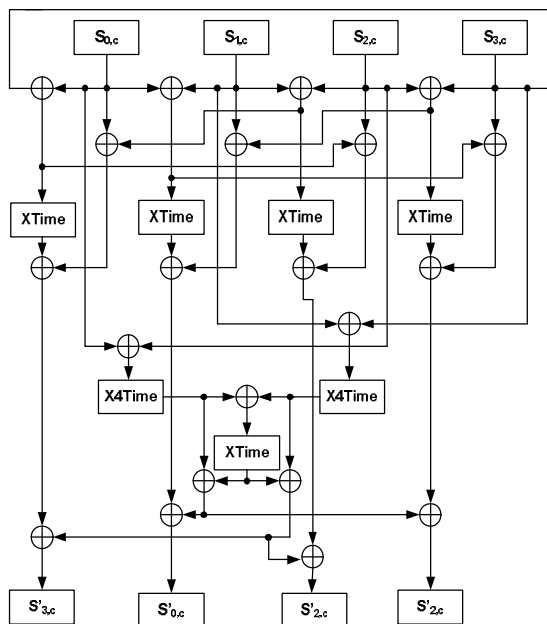 S0,c S1,c S2,c S3,c
XTime XTime XTime XTime
X4Time X4Time
XTime
S'3,c S'0,c S'2,c S'2,c